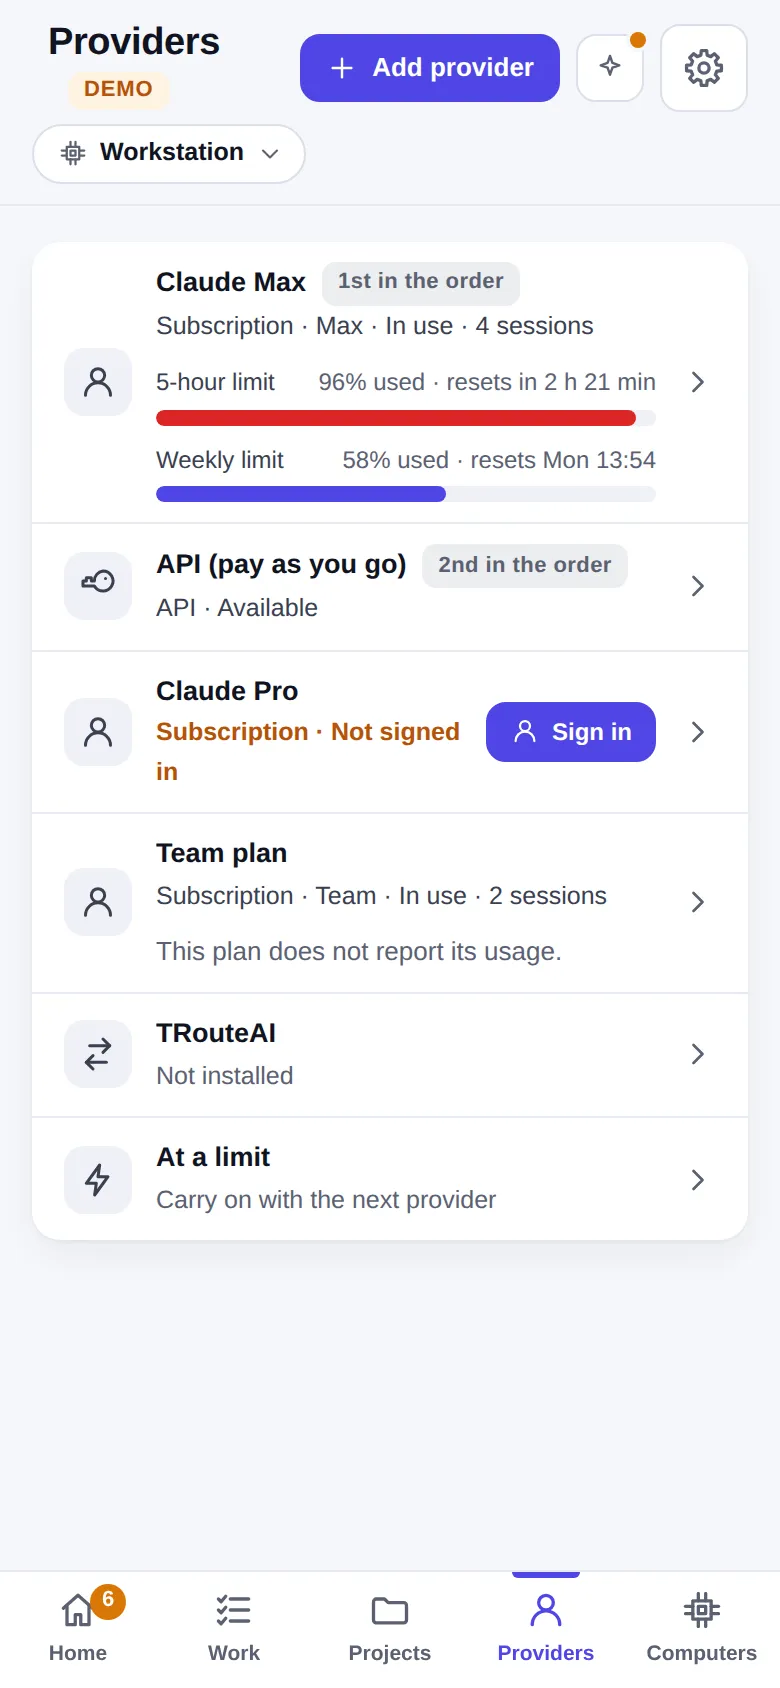 Providers
Add provider
DEMO
Workstation
Claude Max 1st in the order
Subscription · Max · In use · 4 sessions
5-hour limit 96% used · resets in 2 h 21 min
Weekly limit 58% used · resets Mon 13:54
API (pay as you go) 2nd in the order
API · Available
Claude Pro
Subscription · Not signed
in
Sign in
Team plan
Subscription · Team · In use · 2 sessions
This plan does not report its usage.
TRouteAI
Not installed
At a limit
Carry on with the next provider
6
Home Work Projects Providers Computers